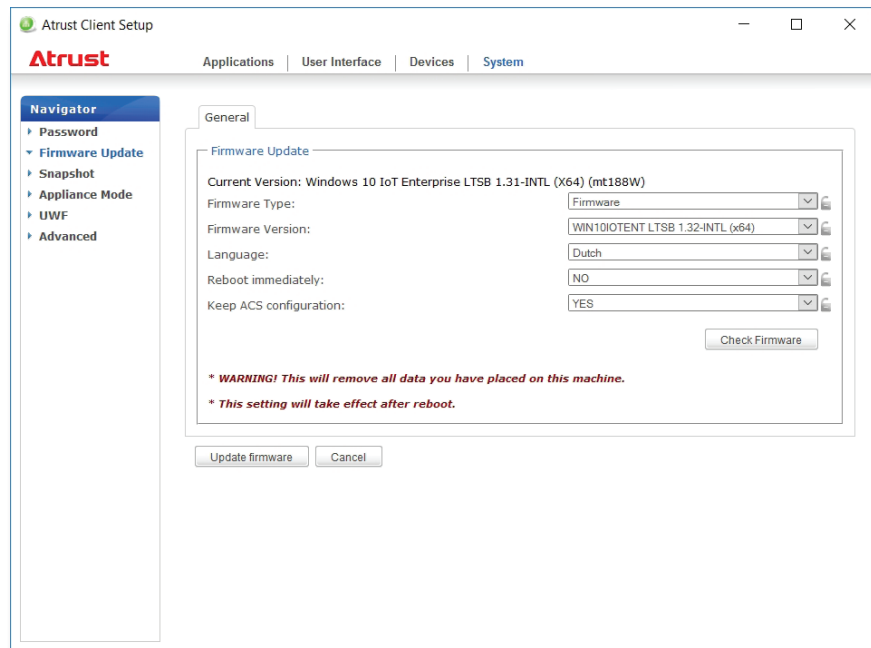 Atrust Client Setup
Atrust
Applications User Interface Devices System
Navigator
Password
Firmware Update
Snapshot
Appliance Mode
UWF
Advanced
General
Firmware Update
Current Version: Windows 10 IoT Enterprise LTSB 1.31-INTL (X64) (mt188W)
Firmware Type: Firmware
Firmware Version: WIN10IOTENT LTSB 1.32-INTL (x64)
Language: Dutch
Reboot immediately: NO
Keep ACS configuration: YES
Check Firmware
* WARNING! This will remove all data you have placed on this machine.
* This setting will take effect after reboot.
Update firmware Cancel